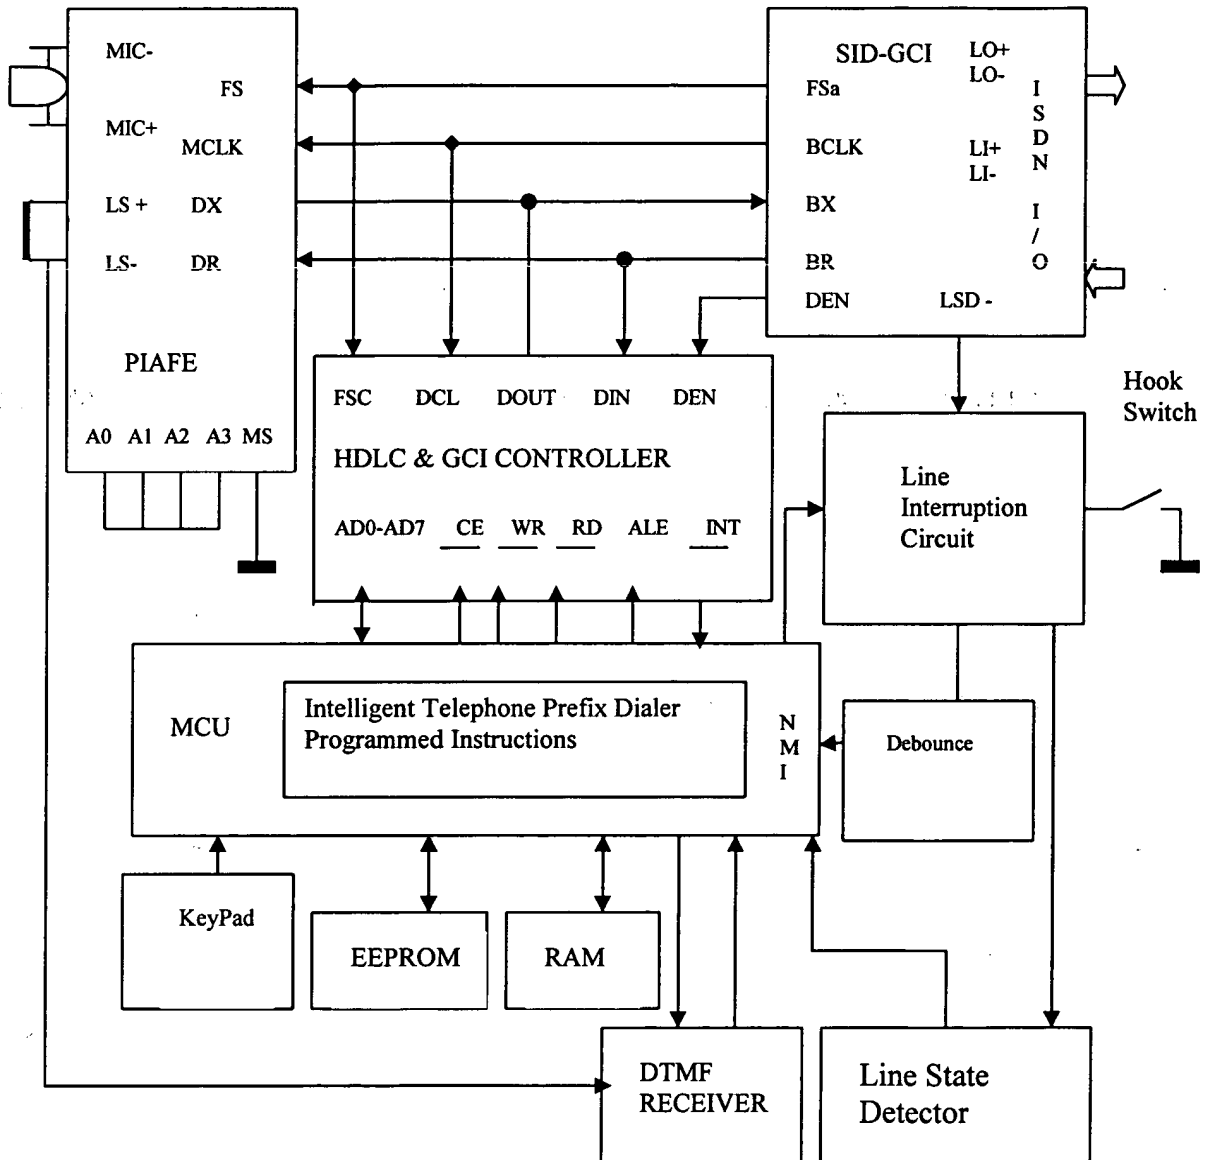 MIC-
FS
MIC+
MCLK
LS + DX
LS- DR
PIAFE
A0 A1 A2 A3 MS
SID-GCI
LO+
LO-
FSa
BCLK
LI+
LI-
BX
BR
DEN
LSD -
ISDN I/O
FSC DCL DOUT DIN DEN
HDLC & GCI CONTROLLER
AD0-AD7 CE WR RD ALE INT
Hook
Switch
Line
Interruption
Circuit
MCU
Intelligent Telephone Prefix Dialer
Programmed Instructions
NMI
Debounce
KeyPad
EEPROM
RAM
DTMF
RECEIVER
Line State
Detector